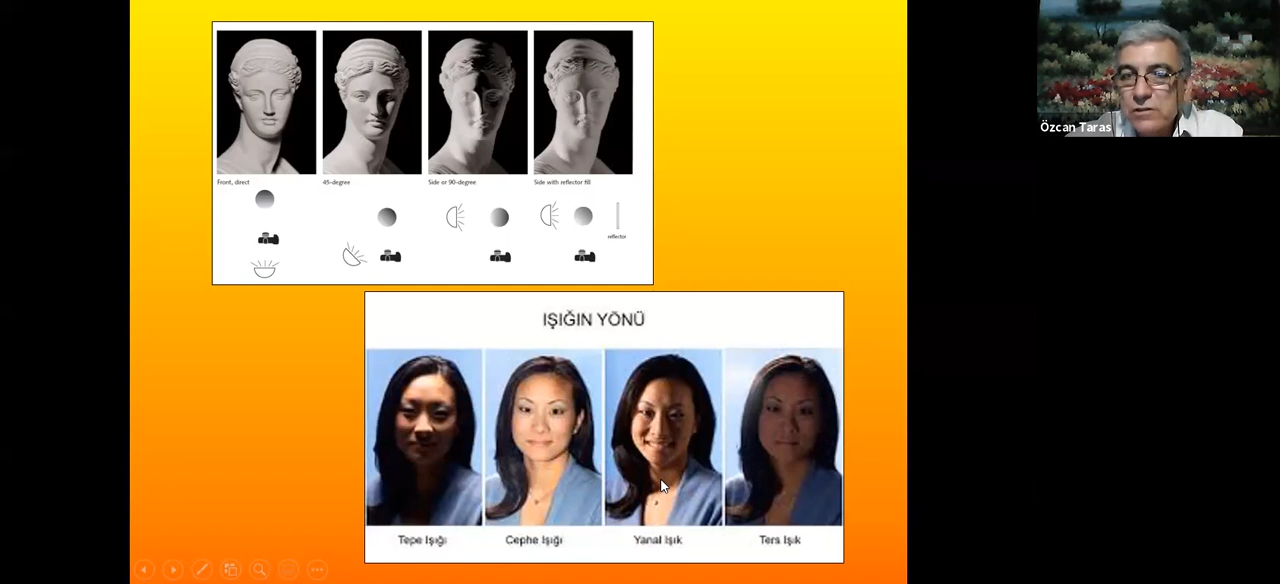 Front, direct
45-degree
Side or 90-degree
Side with reflector fill
reflector
IŞIĞIN YÖNÜ
Tepe Işığı
Cephe Işığı
Yanal Işık
Ters Işık
Özcan Taras